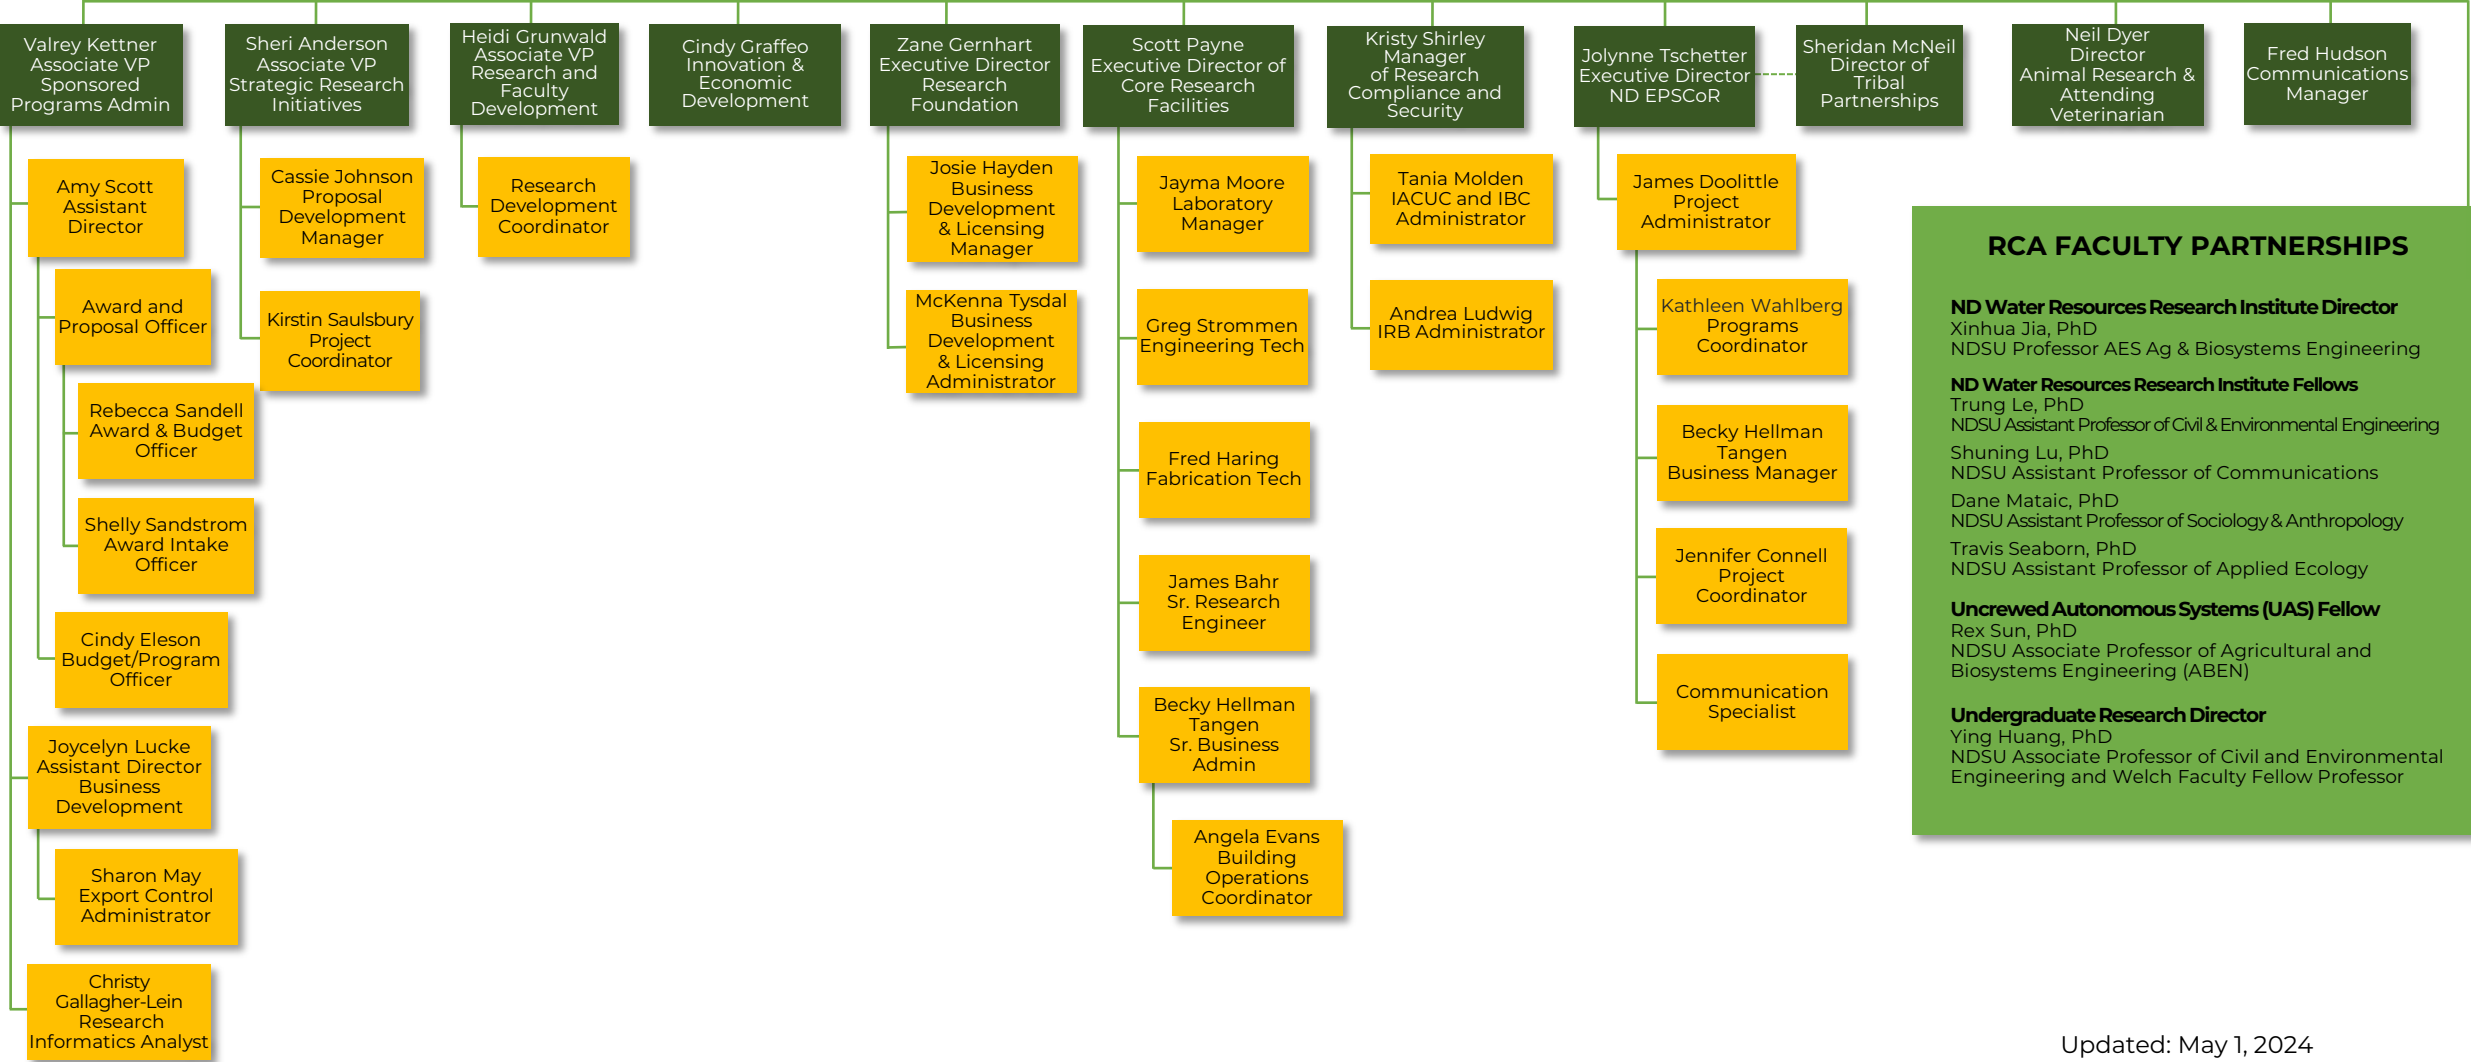 Valrey Kettner
Associate VP
Sponsored
Programs Admin
Sheri Anderson
Associate VP
Strategic Research
Initiatives
Heidi Grunwald
Associate VP
Research and
Faculty
Development
Cindy Graffeo
Innovation &
Economic
Development
Zane Gernhart
Executive Director
Research
Foundation
Scott Payne
Executive Director of
Core Research
Facilities
Kristy Shirley
Manager
of Research
Compliance and
Security
Jolynne Tschetter
Executive Director
ND EPSCoR
Sheridan McNeil
Director of
Tribal
Partnerships
Neil Dyer
Director
Animal Research &
Attending
Veterinarian
Fred Hudson
Communications
Manager
Amy Scott
Assistant
Director
Award and
Proposal Officer
Rebecca Sandell
Award & Budget
Officer
Shelly Sandstrom
Award Intake
Officer
Cindy Eleson
Budget/Program
Officer
Joycelyn Lucke
Assistant Director
Business
Development
Sharon May
Export Control
Administrator
Christy
Gallagher-Lein
Research
Informatics Analyst
Cassie Johnson
Proposal
Development
Manager
Kirstin Saulsbury
Project
Coordinator
Research
Development
Coordinator
Josie Hayden
Business
Development
& Licensing
Manager
McKenna Tysdal
Business
Development
& Licensing
Administrator
Jayma Moore
Laboratory
Manager
Greg Strommen
Engineering Tech
Fred Haring
Fabrication Tech
James Bahr
Sr. Research
Engineer
Becky Hellman
Tangen
Sr. Business
Admin
Angela Evans
Building
Operations
Coordinator
Tania Molden
IACUC and IBC
Administrator
Andrea Ludwig
IRB Administrator
James Doolittle
Project
Administrator
Kathleen Wahlberg
Programs
Coordinator
Becky Hellman
Tangen
Business Manager
Jennifer Connell
Project
Coordinator
Communication
Specialist
RCA FACULTY PARTNERSHIPS
ND Water Resources Research Institute Director
Xinhua Jia, PhD
NDSU Professor AES Ag & Biosystems Engineering
ND Water Resources Research Institute Fellows
Trung Le, PhD
NDSU Assistant Professor of Civil & Environmental Engineering
Shuning Lu, PhD
NDSU Assistant Professor of Communications
Dane Mataic, PhD
NDSU Assistant Professor of Sociology & Anthropology
Travis Seaborn, PhD
NDSU Assistant Professor of Applied Ecology
Uncrewed Autonomous Systems (UAS) Fellow
Rex Sun, PhD
NDSU Associate Professor of Agricultural and
Biosystems Engineering (ABEN)
Undergraduate Research Director
Ying Huang, PhD
NDSU Associate Professor of Civil and Environmental
Engineering and Welch Faculty Fellow Professor
Updated: May 1, 2024